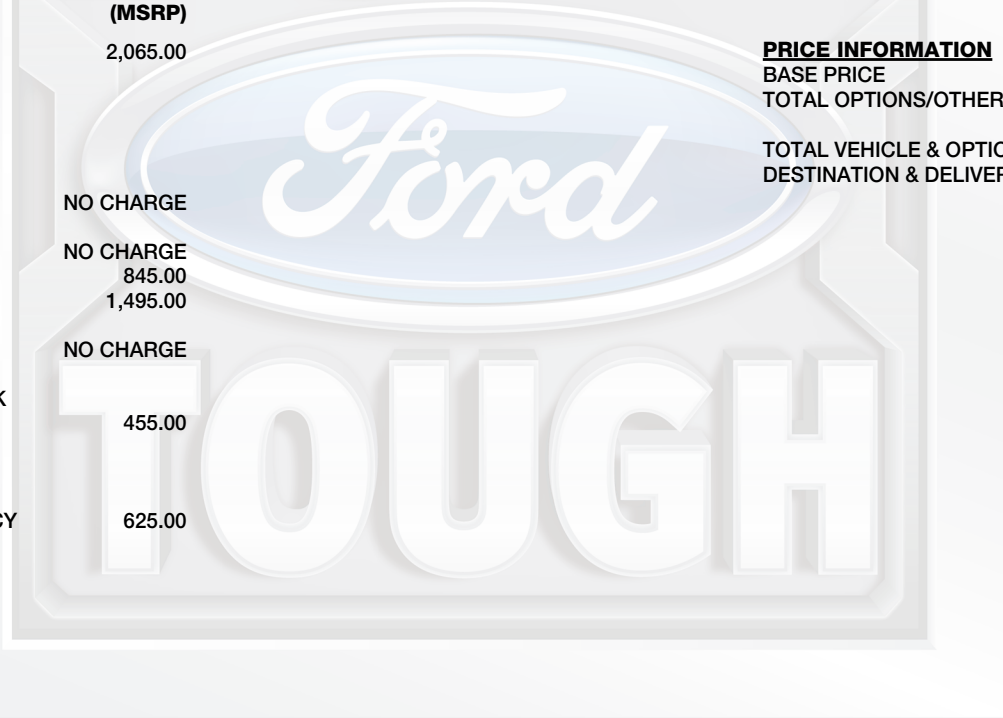 (MSRP)
2,065.00
NO CHARGE
NO CHARGE
845.00
1,495.00
NO CHARGE
K
455.00
CY
625.00
PRICE INFORMATION
BASE PRICE
TOTAL OPTIONS/OTHER
TOTAL VEHICLE & OPTIO
DESTINATION & DELIVER
Ford
TOUGH